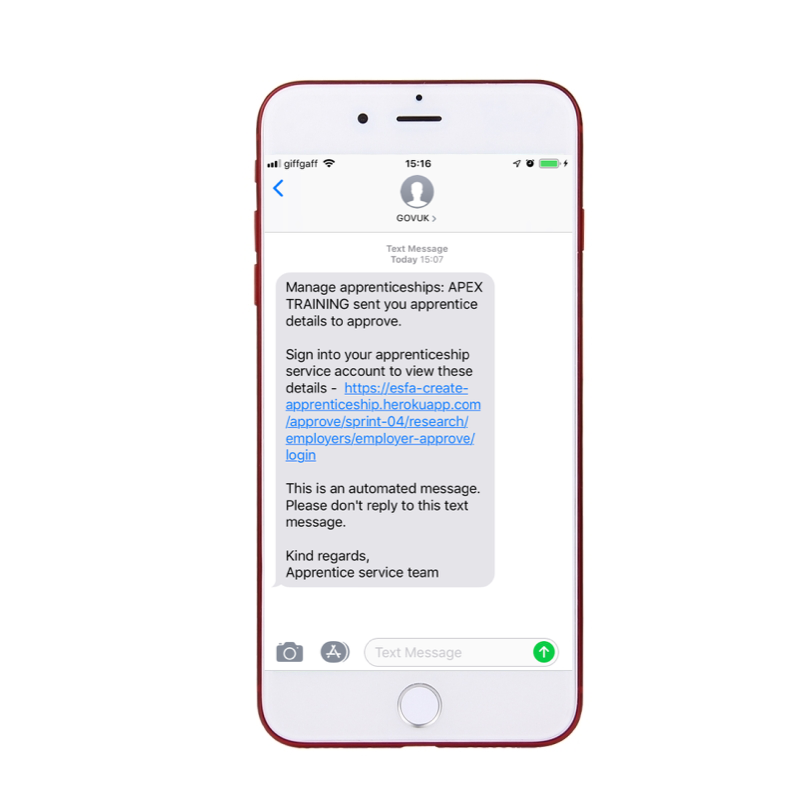 giffgaff 15:16
GOVUK >
Text Message
Today 15:07
Manage apprenticeships: APEX
TRAINING sent you apprentice
details to approve.
Sign into your apprenticeship
service account to view these
details - https://esfa-create-
apprenticeship.herokuapp.com
/approve/sprint-04/research/
employers/employer-approve/
login
This is an automated message.
Please don't reply to this text
message.
Kind regards,
Apprentice service team
Text Message